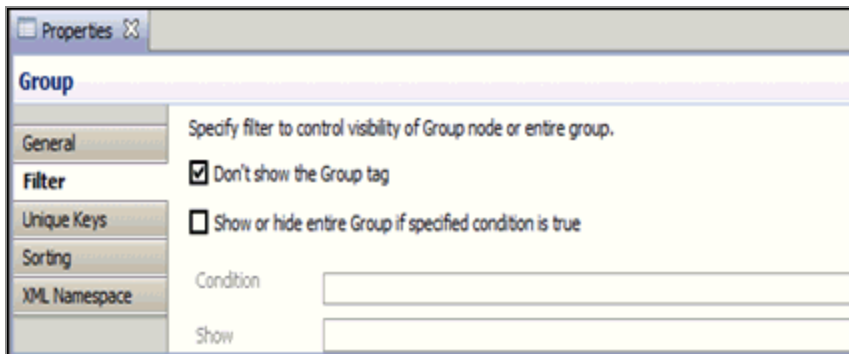 Properties
Group
General
Filter
Unique Keys
Sorting
XML Namespace
Specify filter to control visibility of Group node or entire group.
Don't show the Group tag
Show or hide entire Group if specified condition is true
Condition
Show